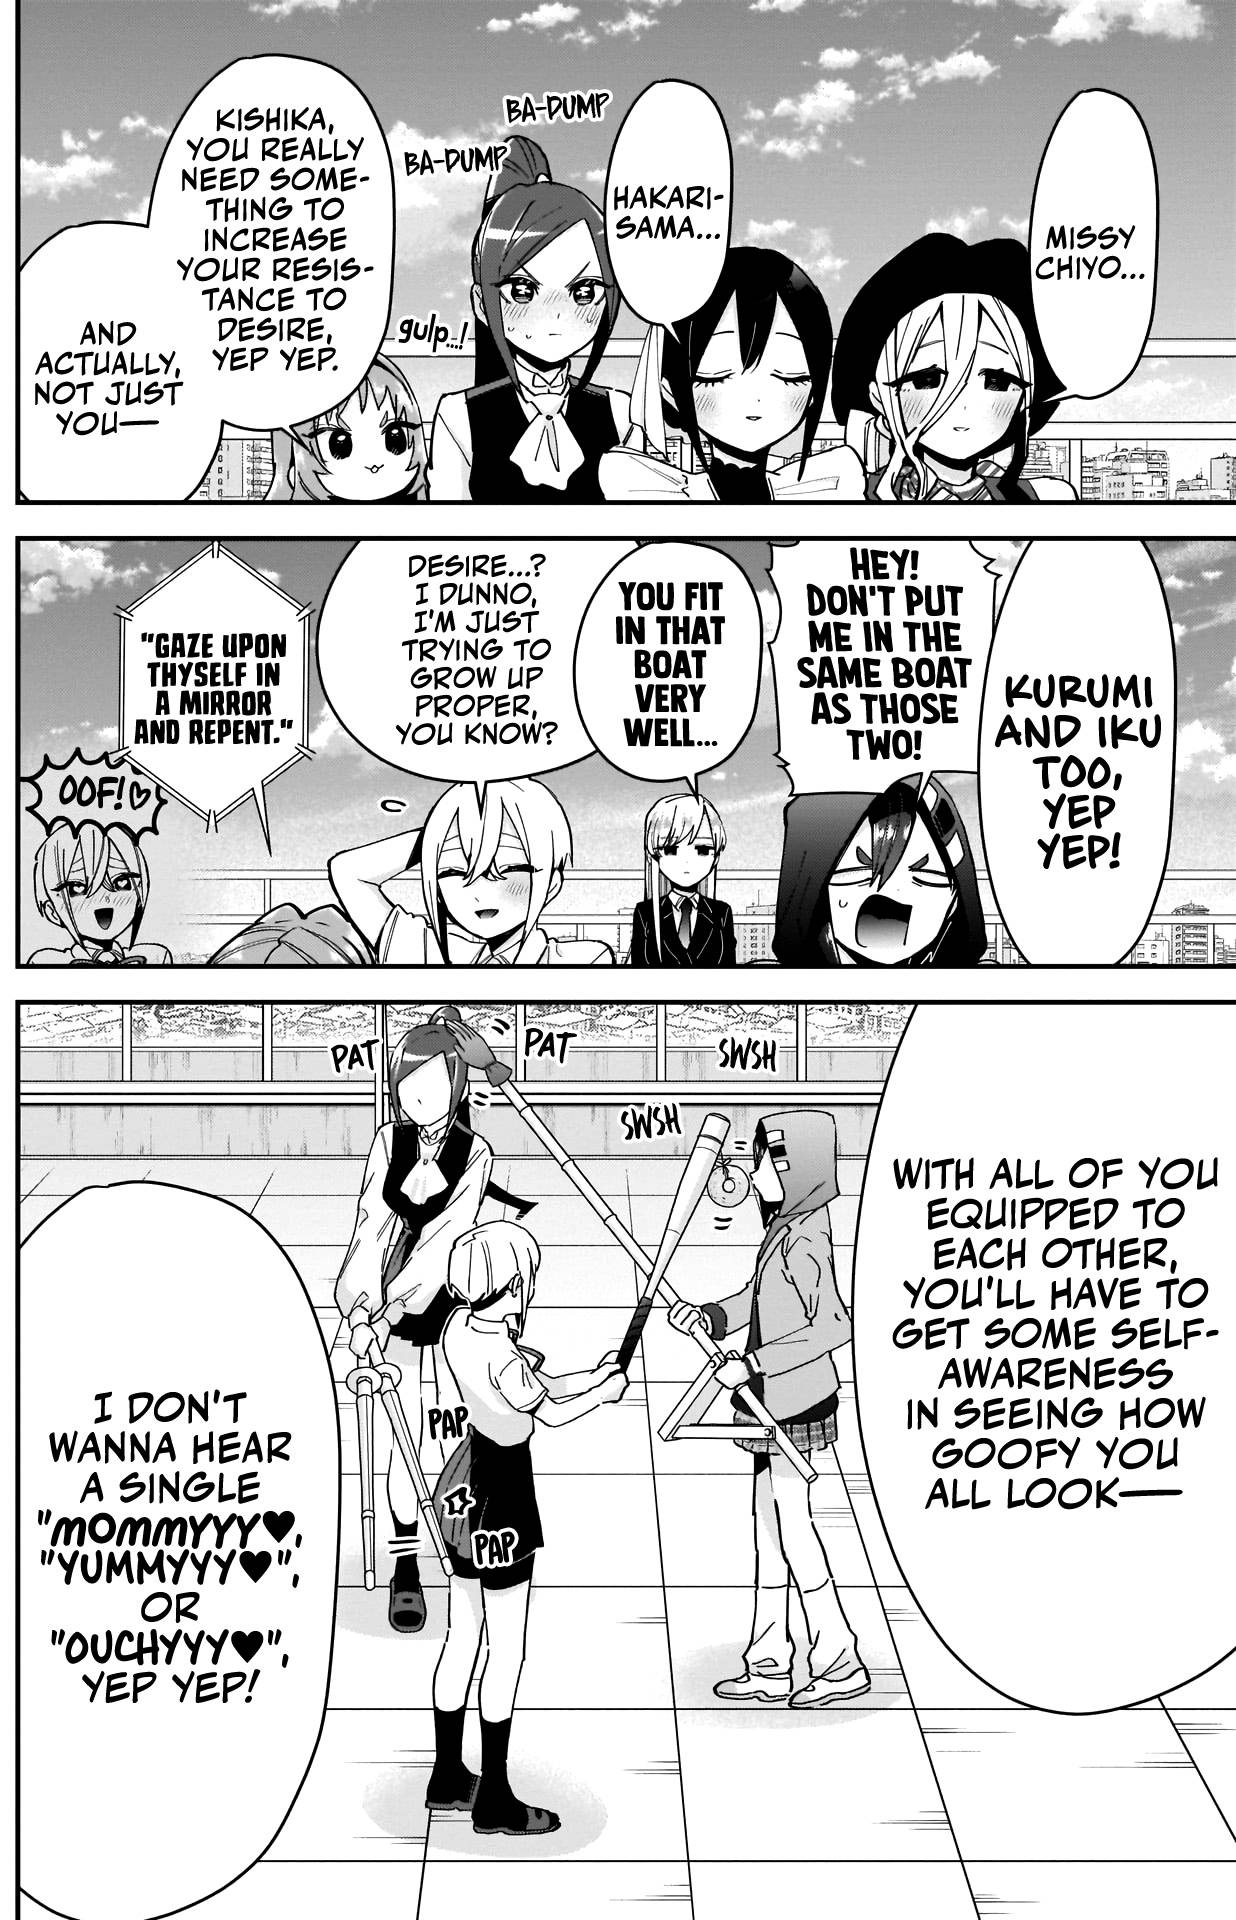 MISSY
CHIYO...
HAKARI-
SAMA...
BA-DUMP
BA-DUMP
gulp...!
KISHIKA,
YOU REALLY
NEED SOME-
THING TO
INCREASE
YOUR RESIS-
TANCE TO
DESIRE,
YEP YEP.
AND
ACTUALLY,
NOT JUST
YOU—
KURUMI
AND IKU
TOO,
YEP
YEP!
HEY!
DON'T PUT
ME IN THE
SAME BOAT
AS THOSE
TWO!
YOU FIT
IN THAT
BOAT
VERY
WELL...
DESIRE...?
I DUNNO,
I'M JUST
TRYING TO
GROW UP
PROPER,
YOU KNOW?
"GAZE UPON
THYSELF IN
A MIRROR
AND REPENT."
OOF!♡
WITH ALL OF YOU
EQUIPPED TO
EACH OTHER,
YOU'LL HAVE TO
GET SOME SELF-
AWARENESS
IN SEEING HOW
GOOFY YOU
ALL LOOK—
SWSH
SWSH
PAT
PAT
PAP
PAP
I DON'T
WANNA HEAR
A SINGLE
"MOMMYYY♥,
"YUMMYYY♥",
OR
"OUCHYYY♥",
YEP YEP!